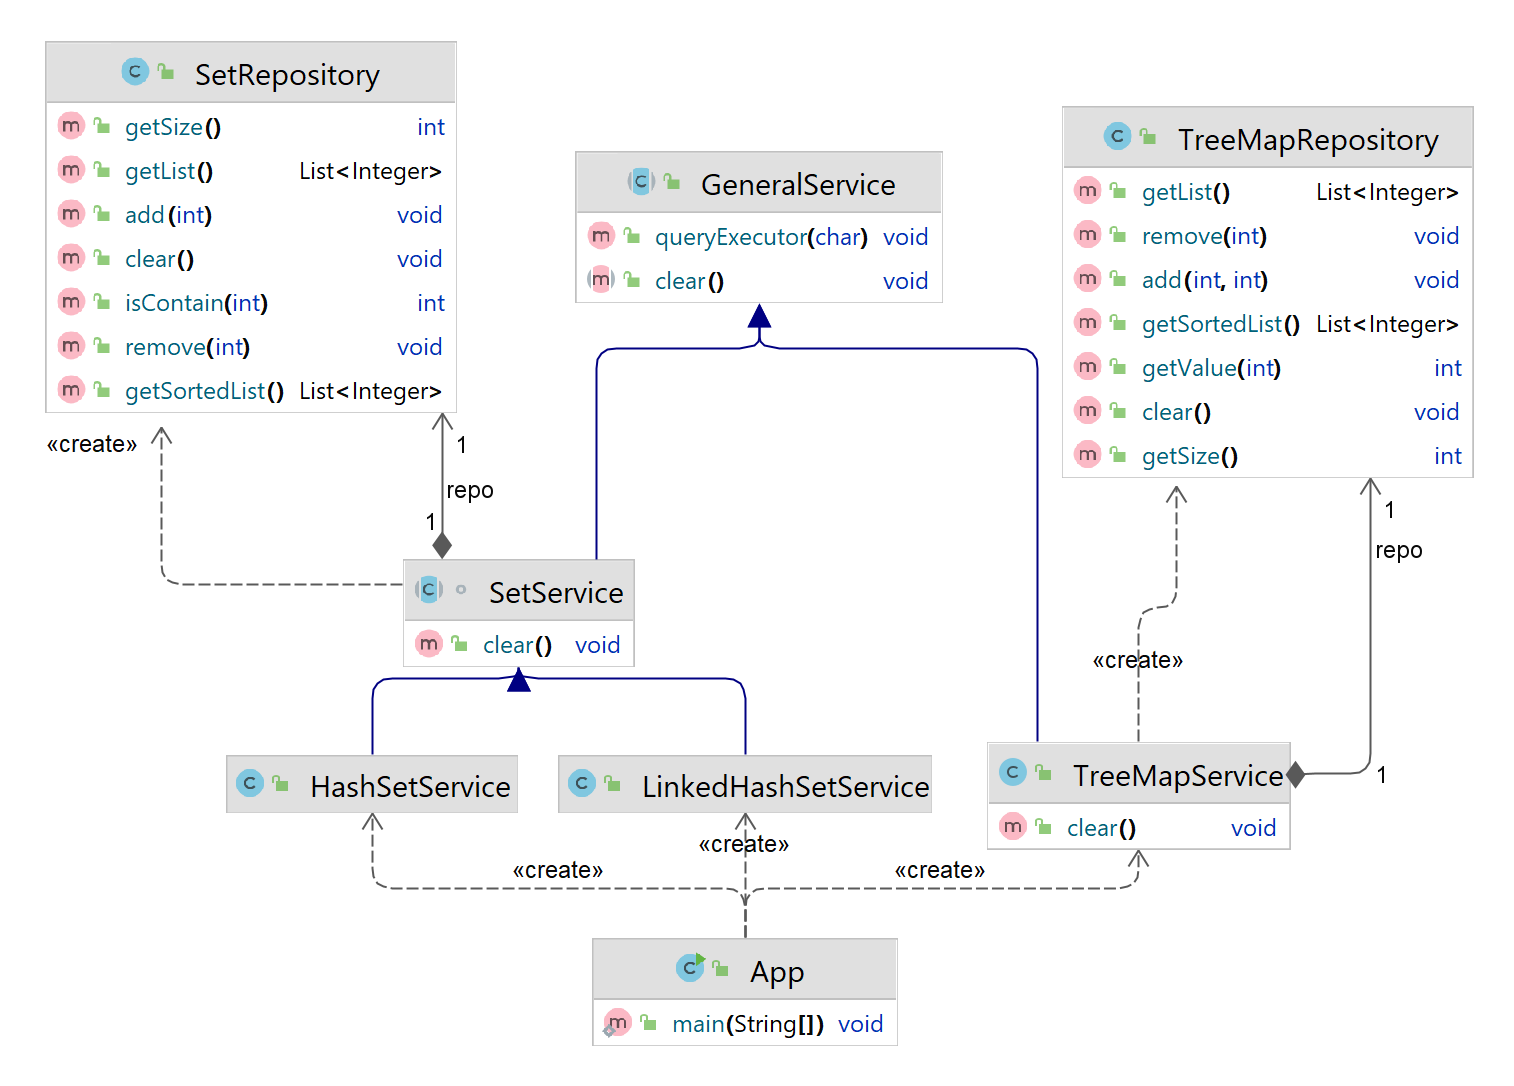 SetRepository
getSize() int
getList() List<Integer>
add(int) void
clear() void
isContain(int) int
remove(int) void
getSortedList() List<Integer>
GeneralService
queryExecutor(char) void
clear() void
TreeMapRepository
getList() List<Integer>
remove(int) void
add(int, int) void
getSortedList() List<Integer>
getValue(int) int
clear() void
getSize() int
«create»
1
repo
1
1
repo
SetService
clear() void
«create»
HashSetService
LinkedHashSetService
TreeMapService
1
clear() void
«create»
«create»
«create»
App
main(String[]) void